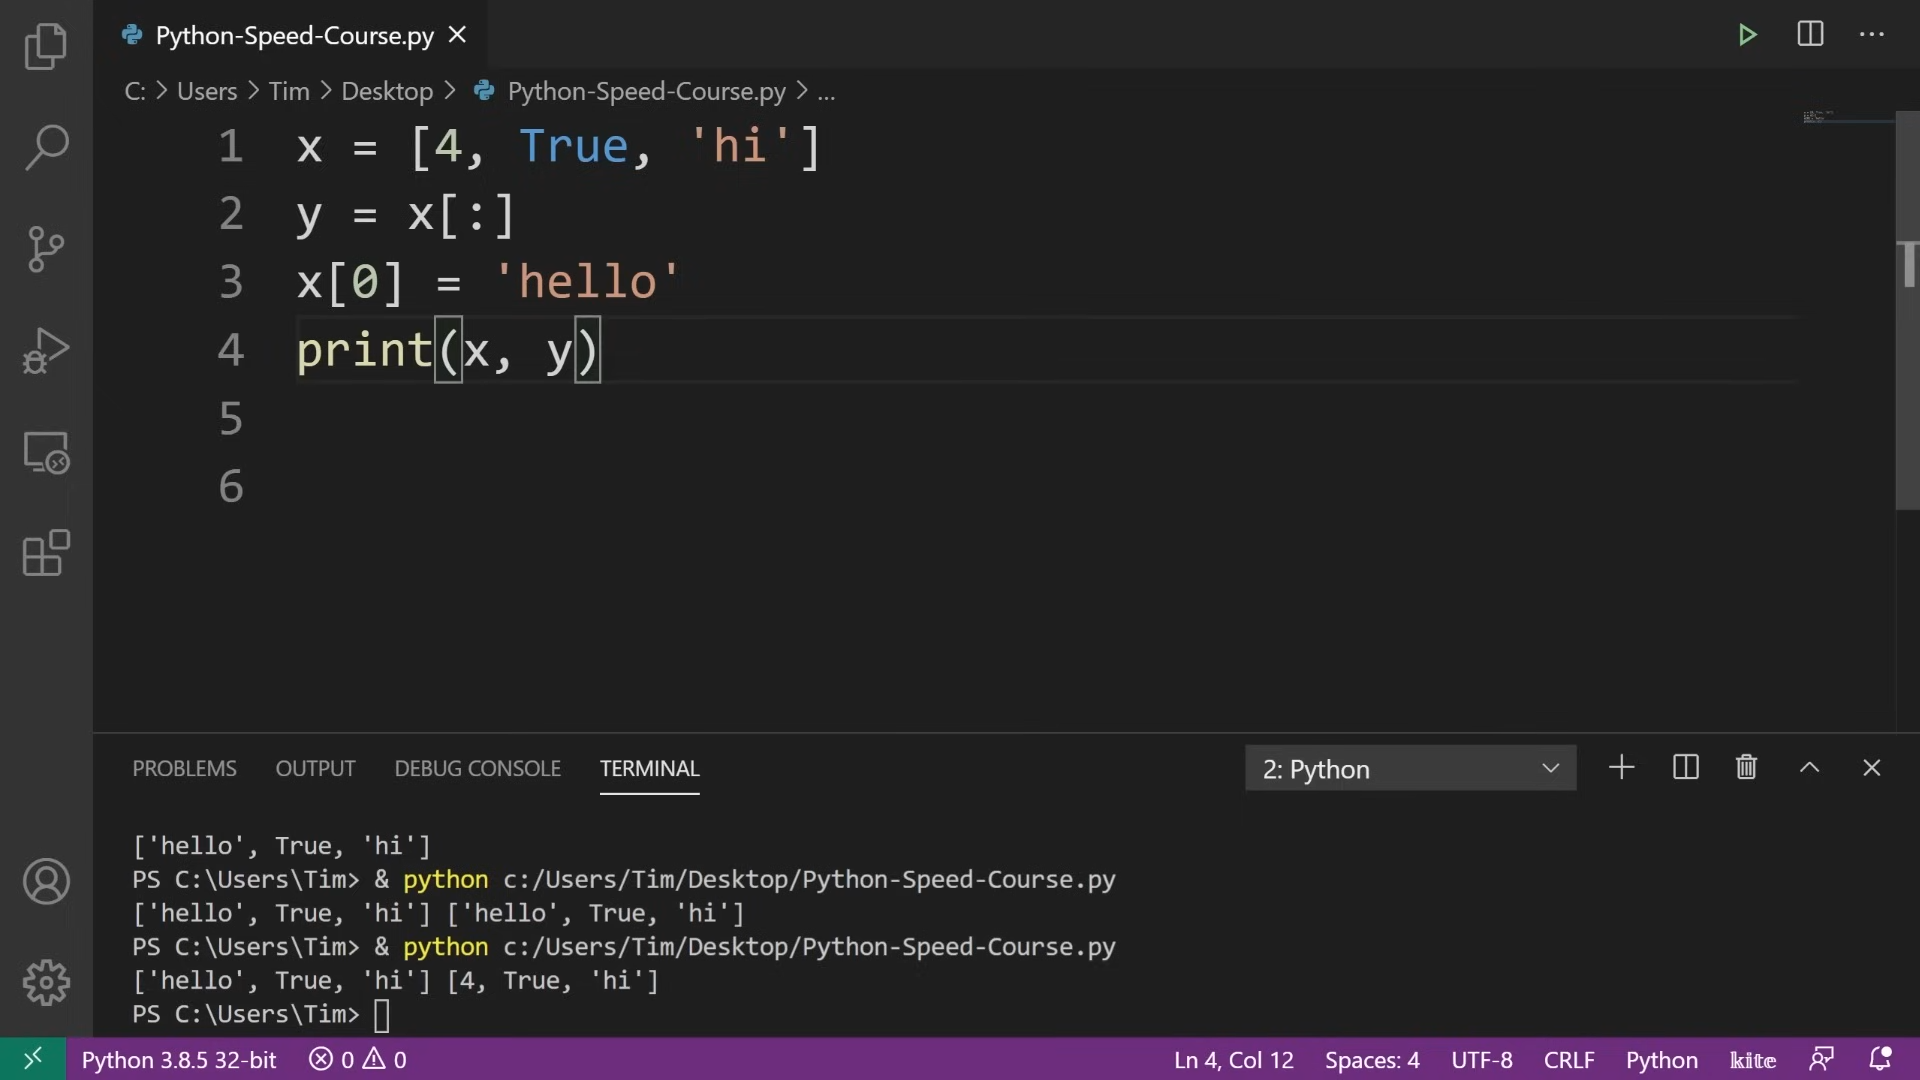 Python-Speed-Course.py
C: > Users > Tim > Desktop > Python-Speed-Course.py > ...
1 x = [4, True, 'hi']
2 y = x[:]
3 x[0] = 'hello'
4 print(x, y)
5
6
PROBLEMS OUTPUT DEBUG CONSOLE TERMINAL 2: Python
['hello', True, 'hi']
PS C:\Users\Tim> & python c:/Users/Tim/Desktop/Python-Speed-Course.py
['hello', True, 'hi'] ['hello', True, 'hi']
PS C:\Users\Tim> & python c:/Users/Tim/Desktop/Python-Speed-Course.py
['hello', True, 'hi'] [4, True, 'hi']
PS C:\Users\Tim>
Python 3.8.5 32-bit 0 0 Ln 4, Col 12 Spaces: 4 UTF-8 CRLF Python kite